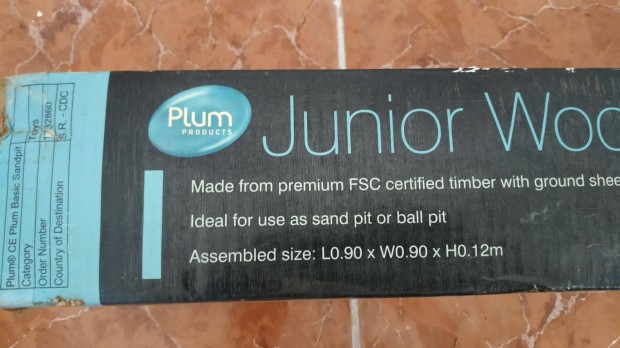 Plum
PRODUCTS
Junior Woo
Made from premium FSC certified timber with ground shee
Ideal for use as sand pit or ball pit
Assembled size: L0.90 x W0.90 x H0.12m
Plum® CE Plum Basic Sandpit
Category Toys
Order Number
Country of Destination S.R. - CDC